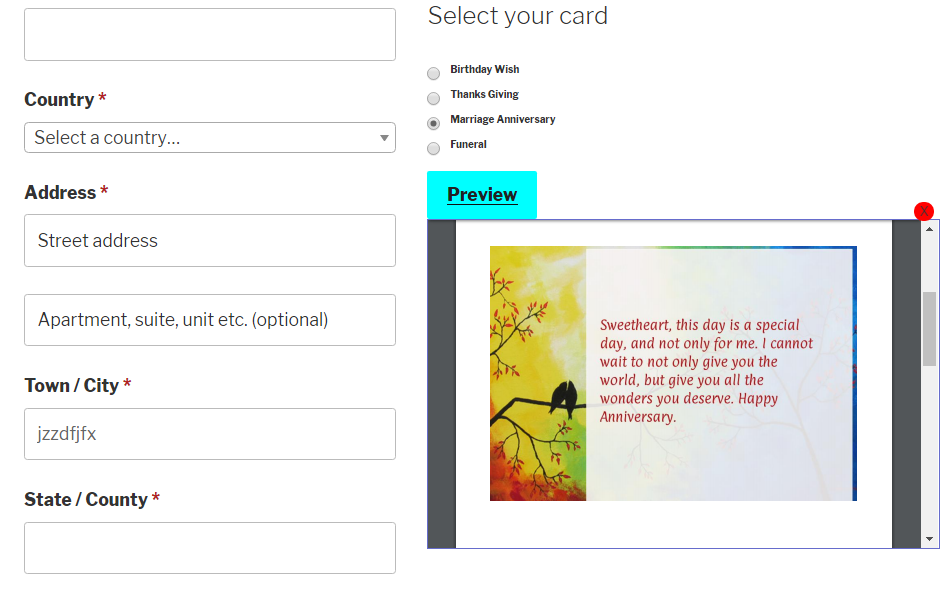 Country *
Select a country...
Address *
Street address
Apartment, suite, unit etc. (optional)
Town / City *
jzzdfjfx
State / County *
Select your card
Birthday Wish
Thanks Giving
Marriage Anniversary
Funeral
Preview
X
Sweetheart, this day is a special
day, and not only for me. I cannot
wait to not only give you the
world, but give you all the
wonders you deserve. Happy
Anniversary.